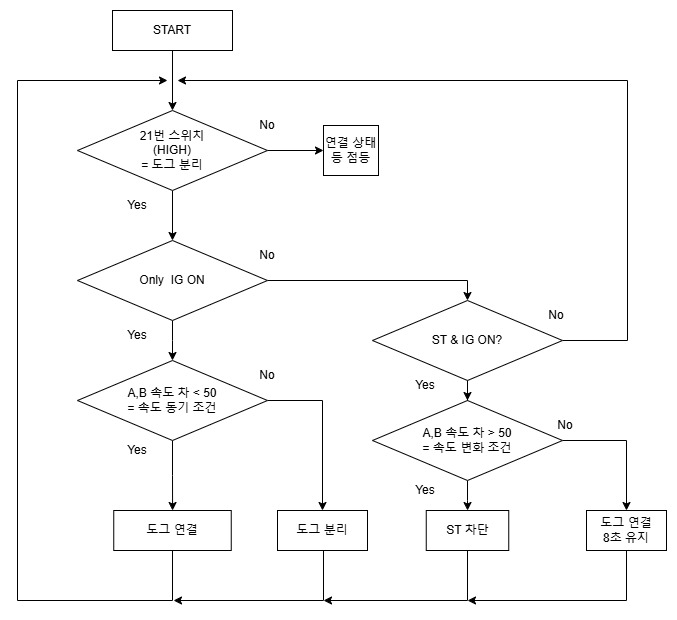 START
21번 스위치
(HIGH)
= 도그 분리
No
연결 상태
등 점등
Yes
Only IG ON
No
Yes
ST & IG ON?
No
Yes
A,B 속도 차 < 50
= 속도 동기 조건
No
Yes
A,B 속도 차 > 50
= 속도 변화 조건
No
Yes
도그 연결
도그 분리
ST 차단
도그 연결
8초 유지